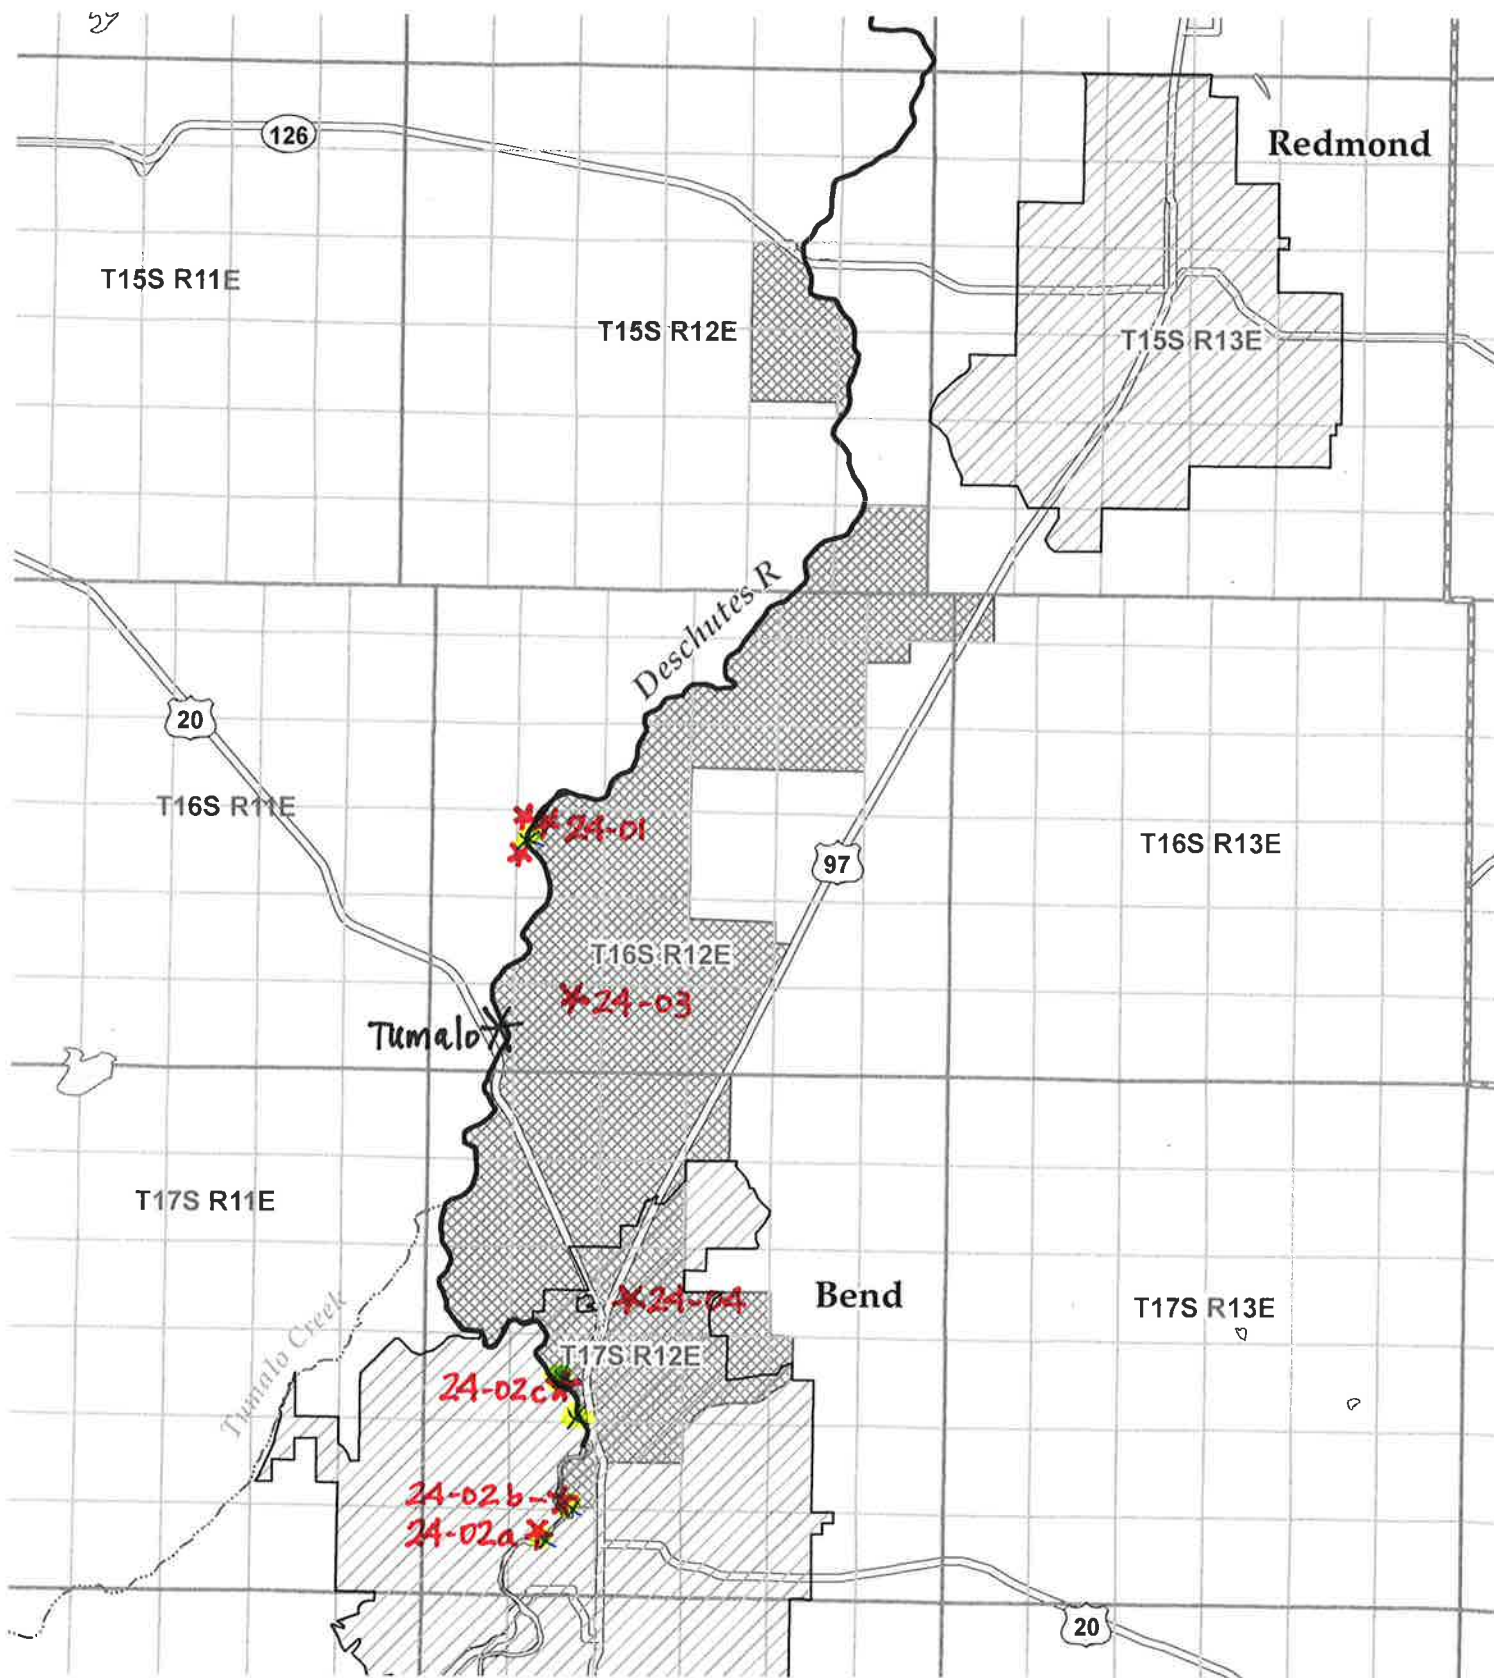 126
Redmond
T15S R11E
T15S R12E
T15S R13E
Deschutes R
20
T16S R11E
24-01
97
T16S R13E
T16S R12E
24-03
Tumalo
T17S R11E
Tumalo Creek
24-04
Bend
T17S R13E
T17S R12E
24-02c
24-02b
24-02a
20